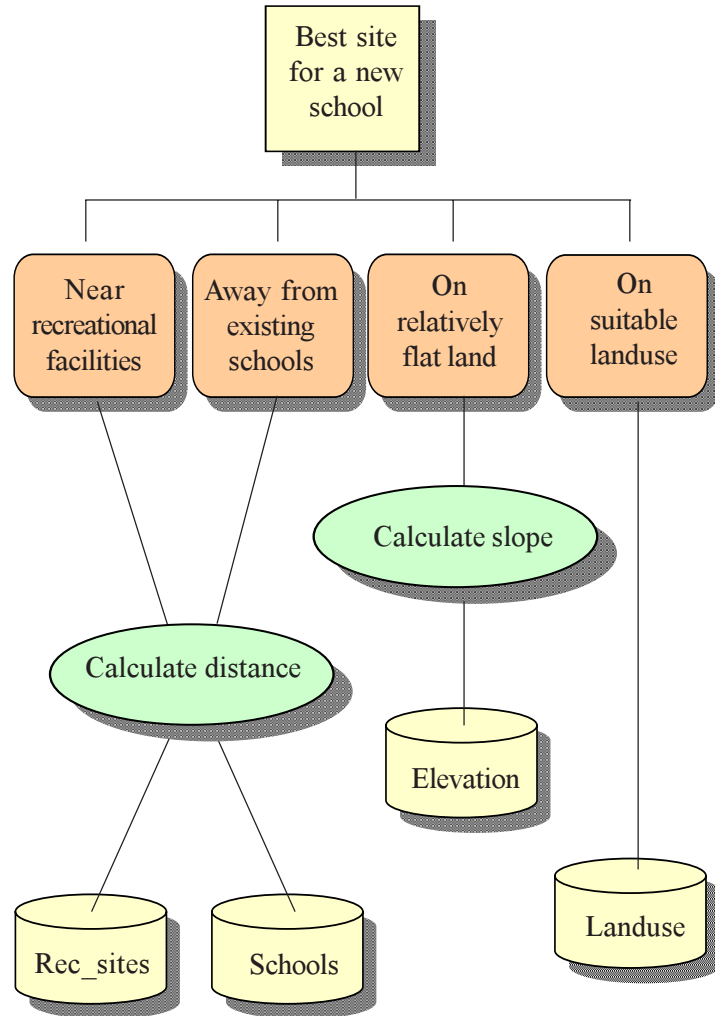 Best site
for a new
school
Near
recreational
facilities
Away from
existing
schools
On
relatively
flat land
On
suitable
landuse
Calculate slope
Calculate distance
Elevation
Landuse
Rec_sites
Schools